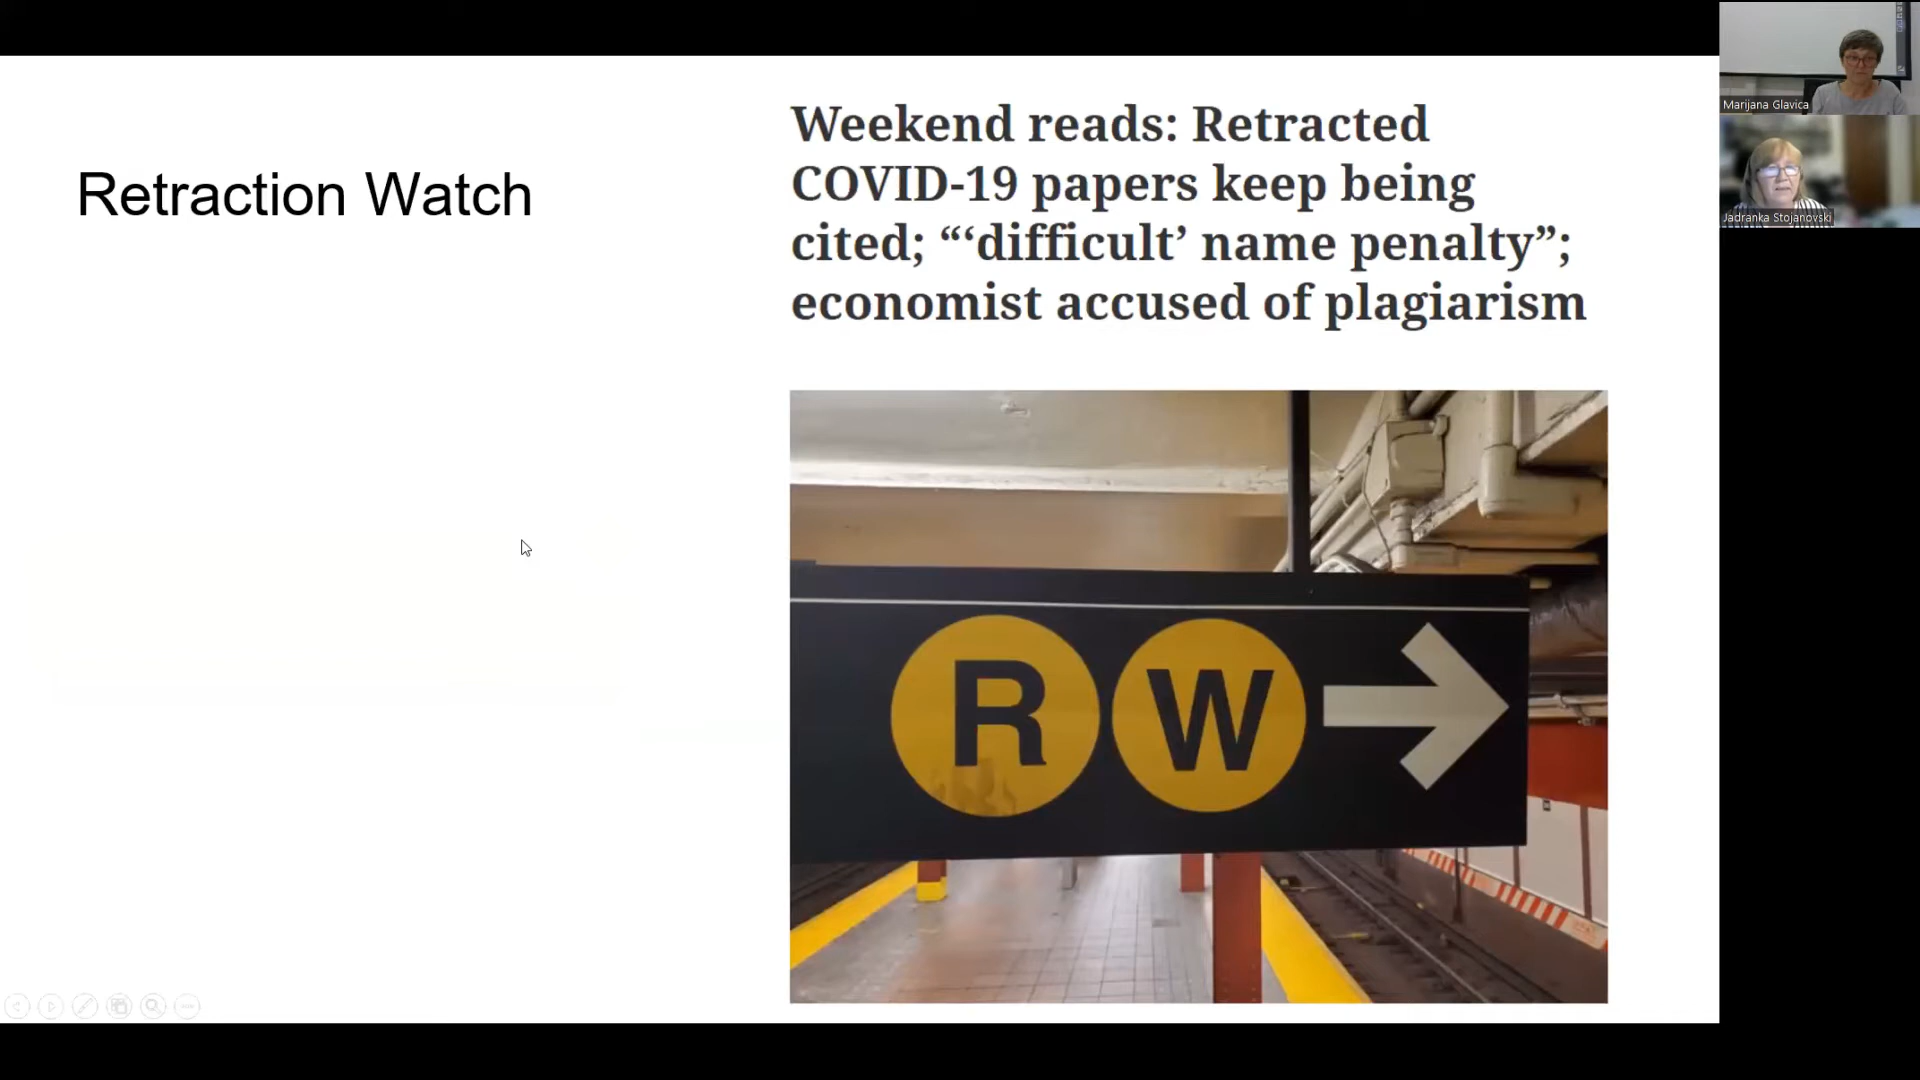 Retraction Watch
Weekend reads: Retracted
COVID-19 papers keep being
cited; “‘difficult’ name penalty”;
economist accused of plagiarism
R W
Marijana Glavica
Jadranka Stojanovski